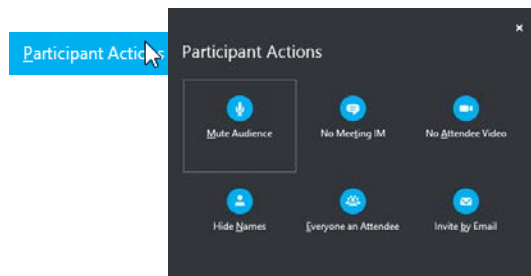 Participant Actions
Participant Actions
Mute Audience
No Meeting IM
No Attendee Video
Hide Names
Everyone an Attendee
Invite by Email